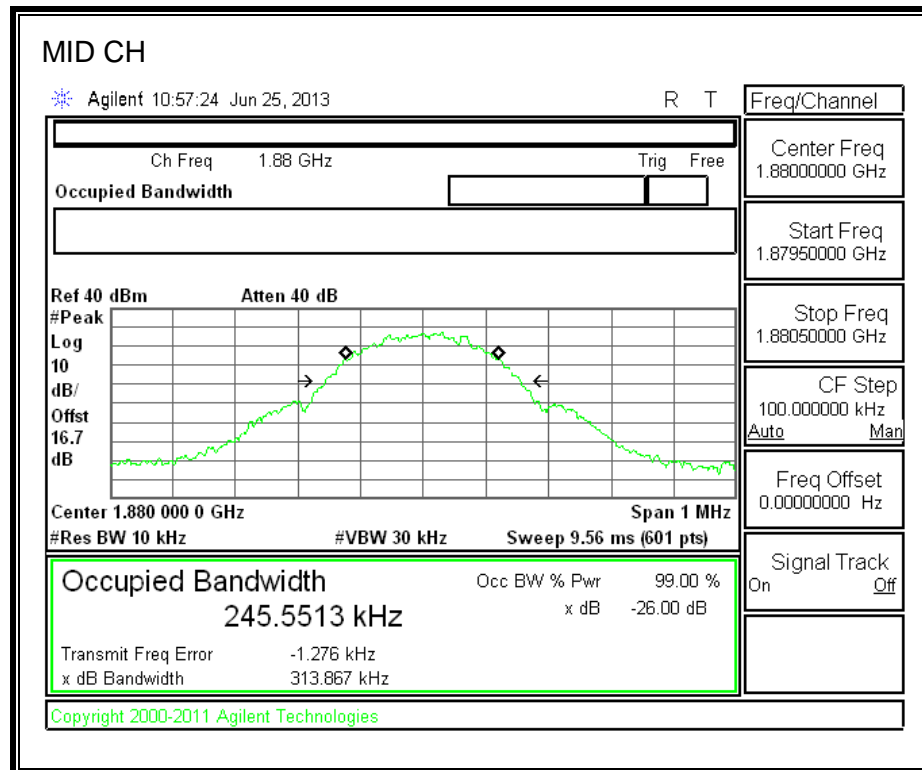 MID CH
Agilent 10:57:24 Jun 25, 2013 R T
Freq/Channel
Ch Freq 1.88 GHz Trig Free
Occupied Bandwidth
Center Freq
1.88000000 GHz
Start Freq
1.87950000 GHz
Stop Freq
1.88050000 GHz
CF Step
100.000000 kHz
Auto Man
Freq Offset
0.00000000 Hz
Signal Track
On Off
Ref 40 dBm Atten 40 dB
#Peak
Log
10
dB/
Offst
16.7
dB
Center 1.880 000 0 GHz Span 1 MHz
#Res BW 10 kHz #VBW 30 kHz Sweep 9.56 ms (601 pts)
Occupied Bandwidth Occ BW % Pwr 99.00 %
245.5513 kHz x dB -26.00 dB
Transmit Freq Error -1.276 kHz
x dB Bandwidth 313.867 kHz
Copyright 2000-2011 Agilent Technologies